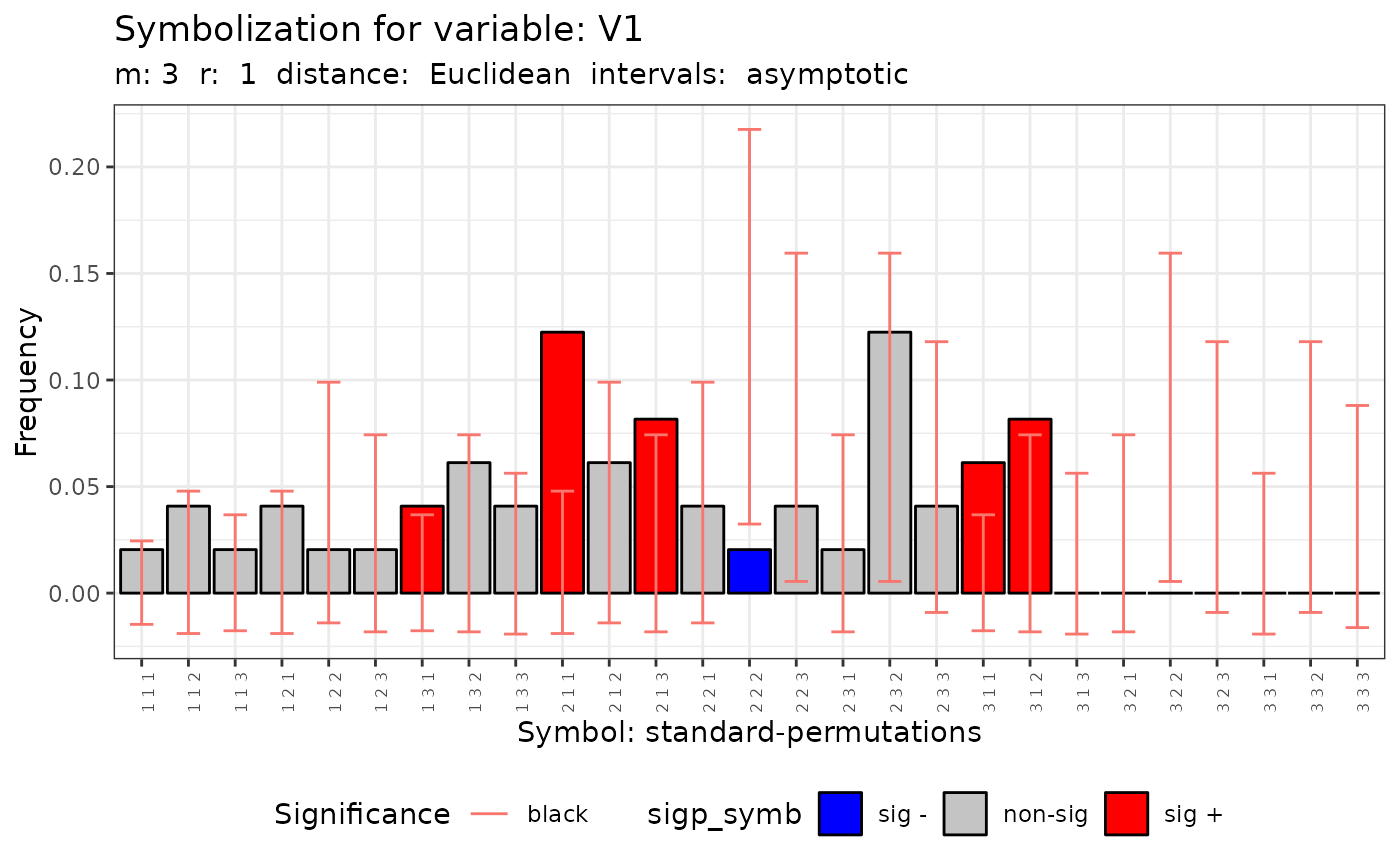 Symbolization for variable: V1
m: 3 r: 1 distance: Euclidean intervals: asymptotic
Frequency
0.20
0.15
0.10
0.05
0.00
1 1 1
1 1 2
1 1 3
1 2 1
1 2 2
1 2 3
1 3 1
1 3 2
1 3 3
2 1 1
2 1 2
2 1 3
2 2 1
2 2 2
2 2 3
2 3 1
2 3 2
2 3 3
3 1 1
3 1 2
3 1 3
3 2 1
3 2 2
3 2 3
3 3 1
3 3 2
3 3 3
Symbol: standard-permutations
Significance black sigp_symb sig - non-sig sig +